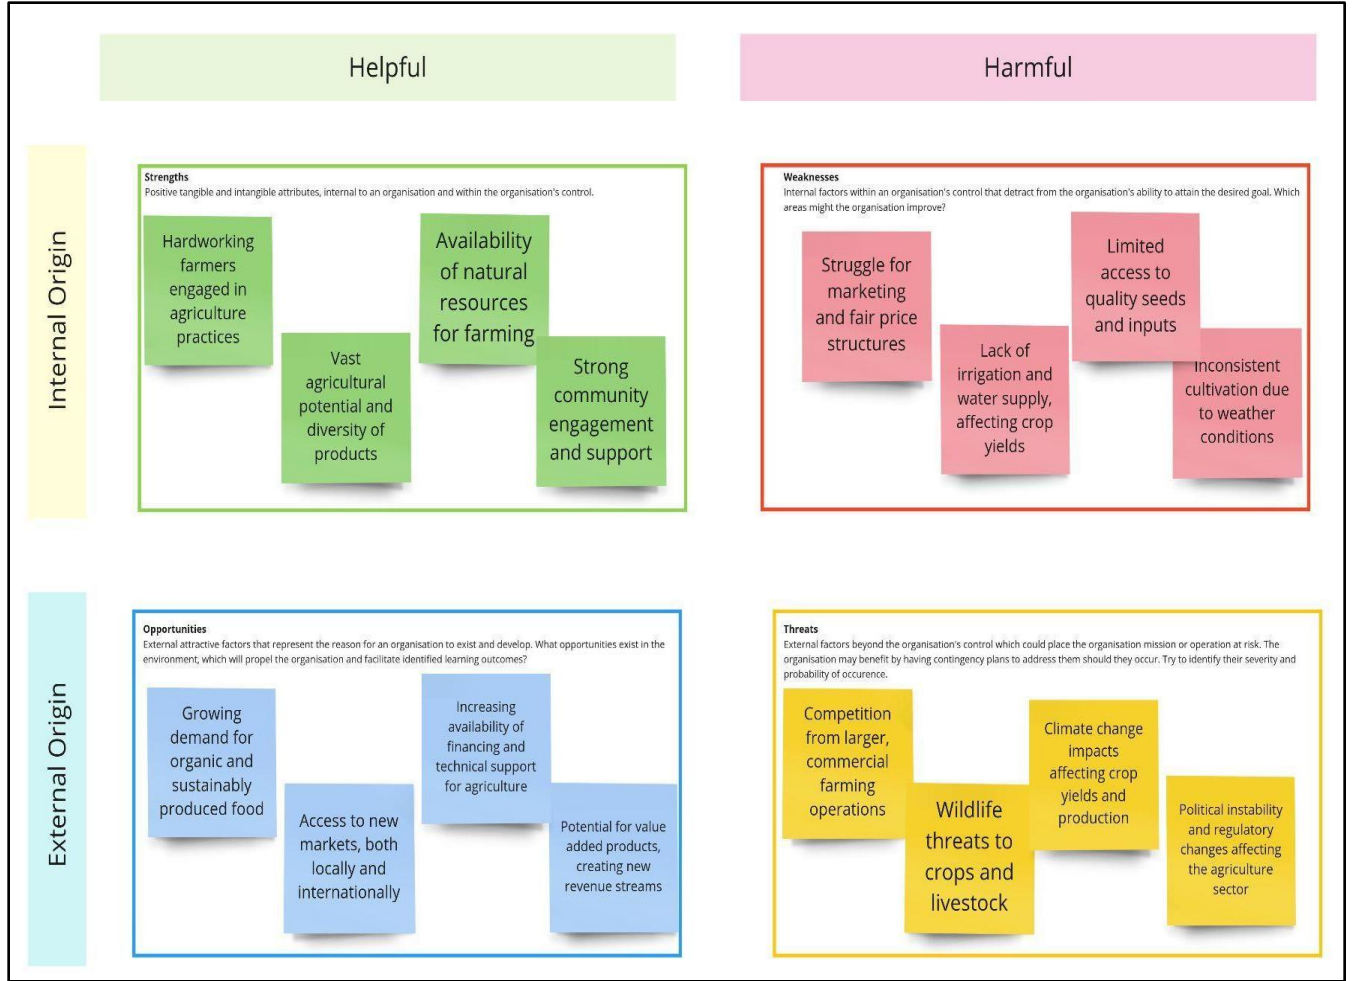 Helpful
Harmful
Internal Origin
Strengths
Positive tangible and intangible attributes, internal to an organisation and within the organisation's control.
Hardworking
farmers
engaged in
agriculture
practices
Vast
agricultural
potential and
diversity of
products
Availability
of natural
resources
for farming
Strong
community
engagement
and support
Weaknesses
Internal factors within an organisation's control that detract from the organisation's ability to attain the desired goal. Which
areas might the organisation improve?
Struggle for
marketing
and fair price
structures
Lack of
irrigation and
water supply,
affecting crop
yields
Limited
access to
quality seeds
and inputs
Inconsistent
cultivation due
to weather
conditions
External Origin
Opportunities
External attractive factors that represent the reason for an organisation to exist and develop. What opportunities exist in the
environment, which will propel the organisation and facilitate identified learning outcomes?
Growing
demand for
organic and
sustainably
produced food
Access to new
markets, both
locally and
internationally
Increasing
availability of
financing and
technical support
for agriculture
Potential for value
added products,
creating new
revenue streams
Threats
External factors beyond the organisation's control which could place the organisation mission or operation at risk. The
organisation may benefit by having contingency plans to address them should they occur. Try to identify their severity and
probability of occurence.
Competition
from larger,
commercial
farming
operations
Wildlife
threats to
crops and
livestock
Climate change
impacts
affecting crop
yields and
production
Political instability
and regulatory
changes affecting
the agriculture
sector